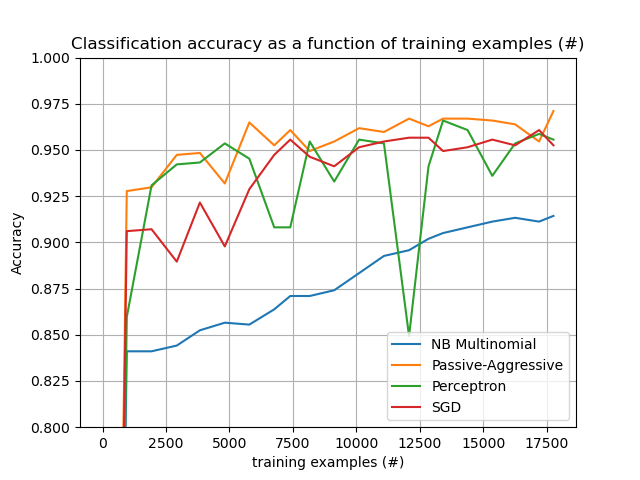 Classification accuracy as a function of training examples (#)
1.000
0.975
0.950
0.925
0.900
0.875
0.850
0.825
0.800
Accuracy
NB Multinomial
Passive-Aggressive
Perceptron
SGD
0 2500 5000 7500 10000 12500 15000 17500
training examples (#)